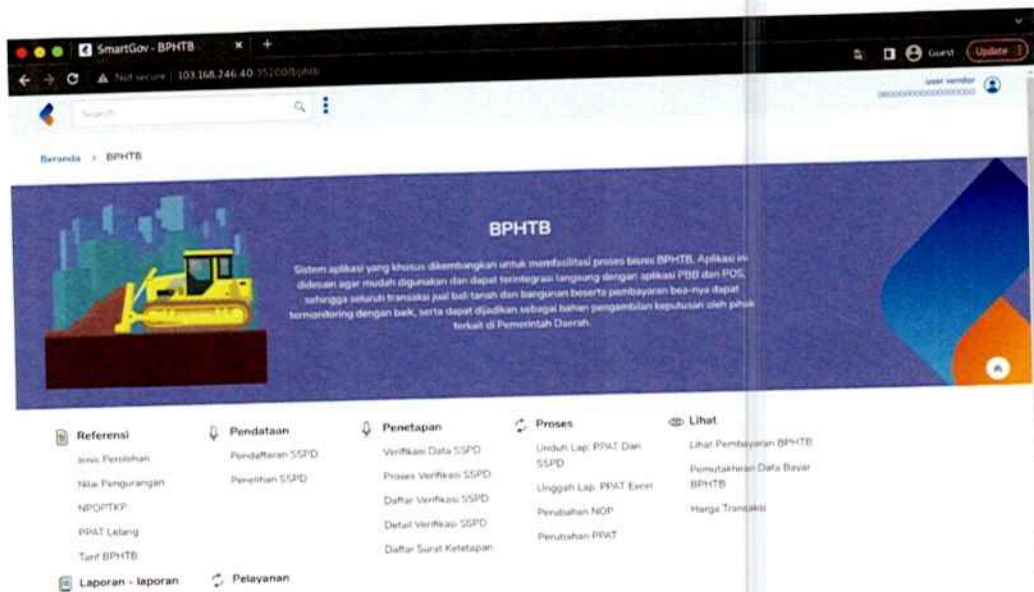 SmartGov - BPHTB
Not secure | 103.168.246.40:35200/bphtb
Guest
Update
Search
user vendor
Beranda > BPHTB
BPHTB
Sistem aplikasi yang khusus dikembangkan untuk memfasilitasi proses bisnis BPHTB. Aplikasi ini
didesain agar mudah digunakan dan dapat terintegrasi langsung dengan aplikasi PBB dan POS,
sehingga seluruh transaksi jual beli tanah dan bangunan beserta pembayaran bea-nya dapat
termonitoring dengan baik, serta dapat dijadikan sebagai bahan pengambilan keputusan oleh pihak
terkait di Pemerintah Daerah.
Referensi
Jenis Perolehan
Nilai Pengurangan
NPOPTKP
PPAT Lelang
Tarif BPHTB
Pendataan
Pendaftaran SSPD
Penelitian SSPD
Penetapan
Verifikasi Data SSPD
Proses Verifikasi SSPD
Daftar Verifikasi SSPD
Detail Verifikasi SSPD
Daftar Surat Ketetapan
Proses
Unduh Lap. PPAT Dan
SSPD
Unggah Lap. PPAT Excel
Perubahan NOP
Perubahan PPAT
Lihat
Lihat Pembayaran BPHTB
Pemutakhiran Data Bayar
BPHTB
Harga Transaksi
Laporan - laporan
Pelayanan